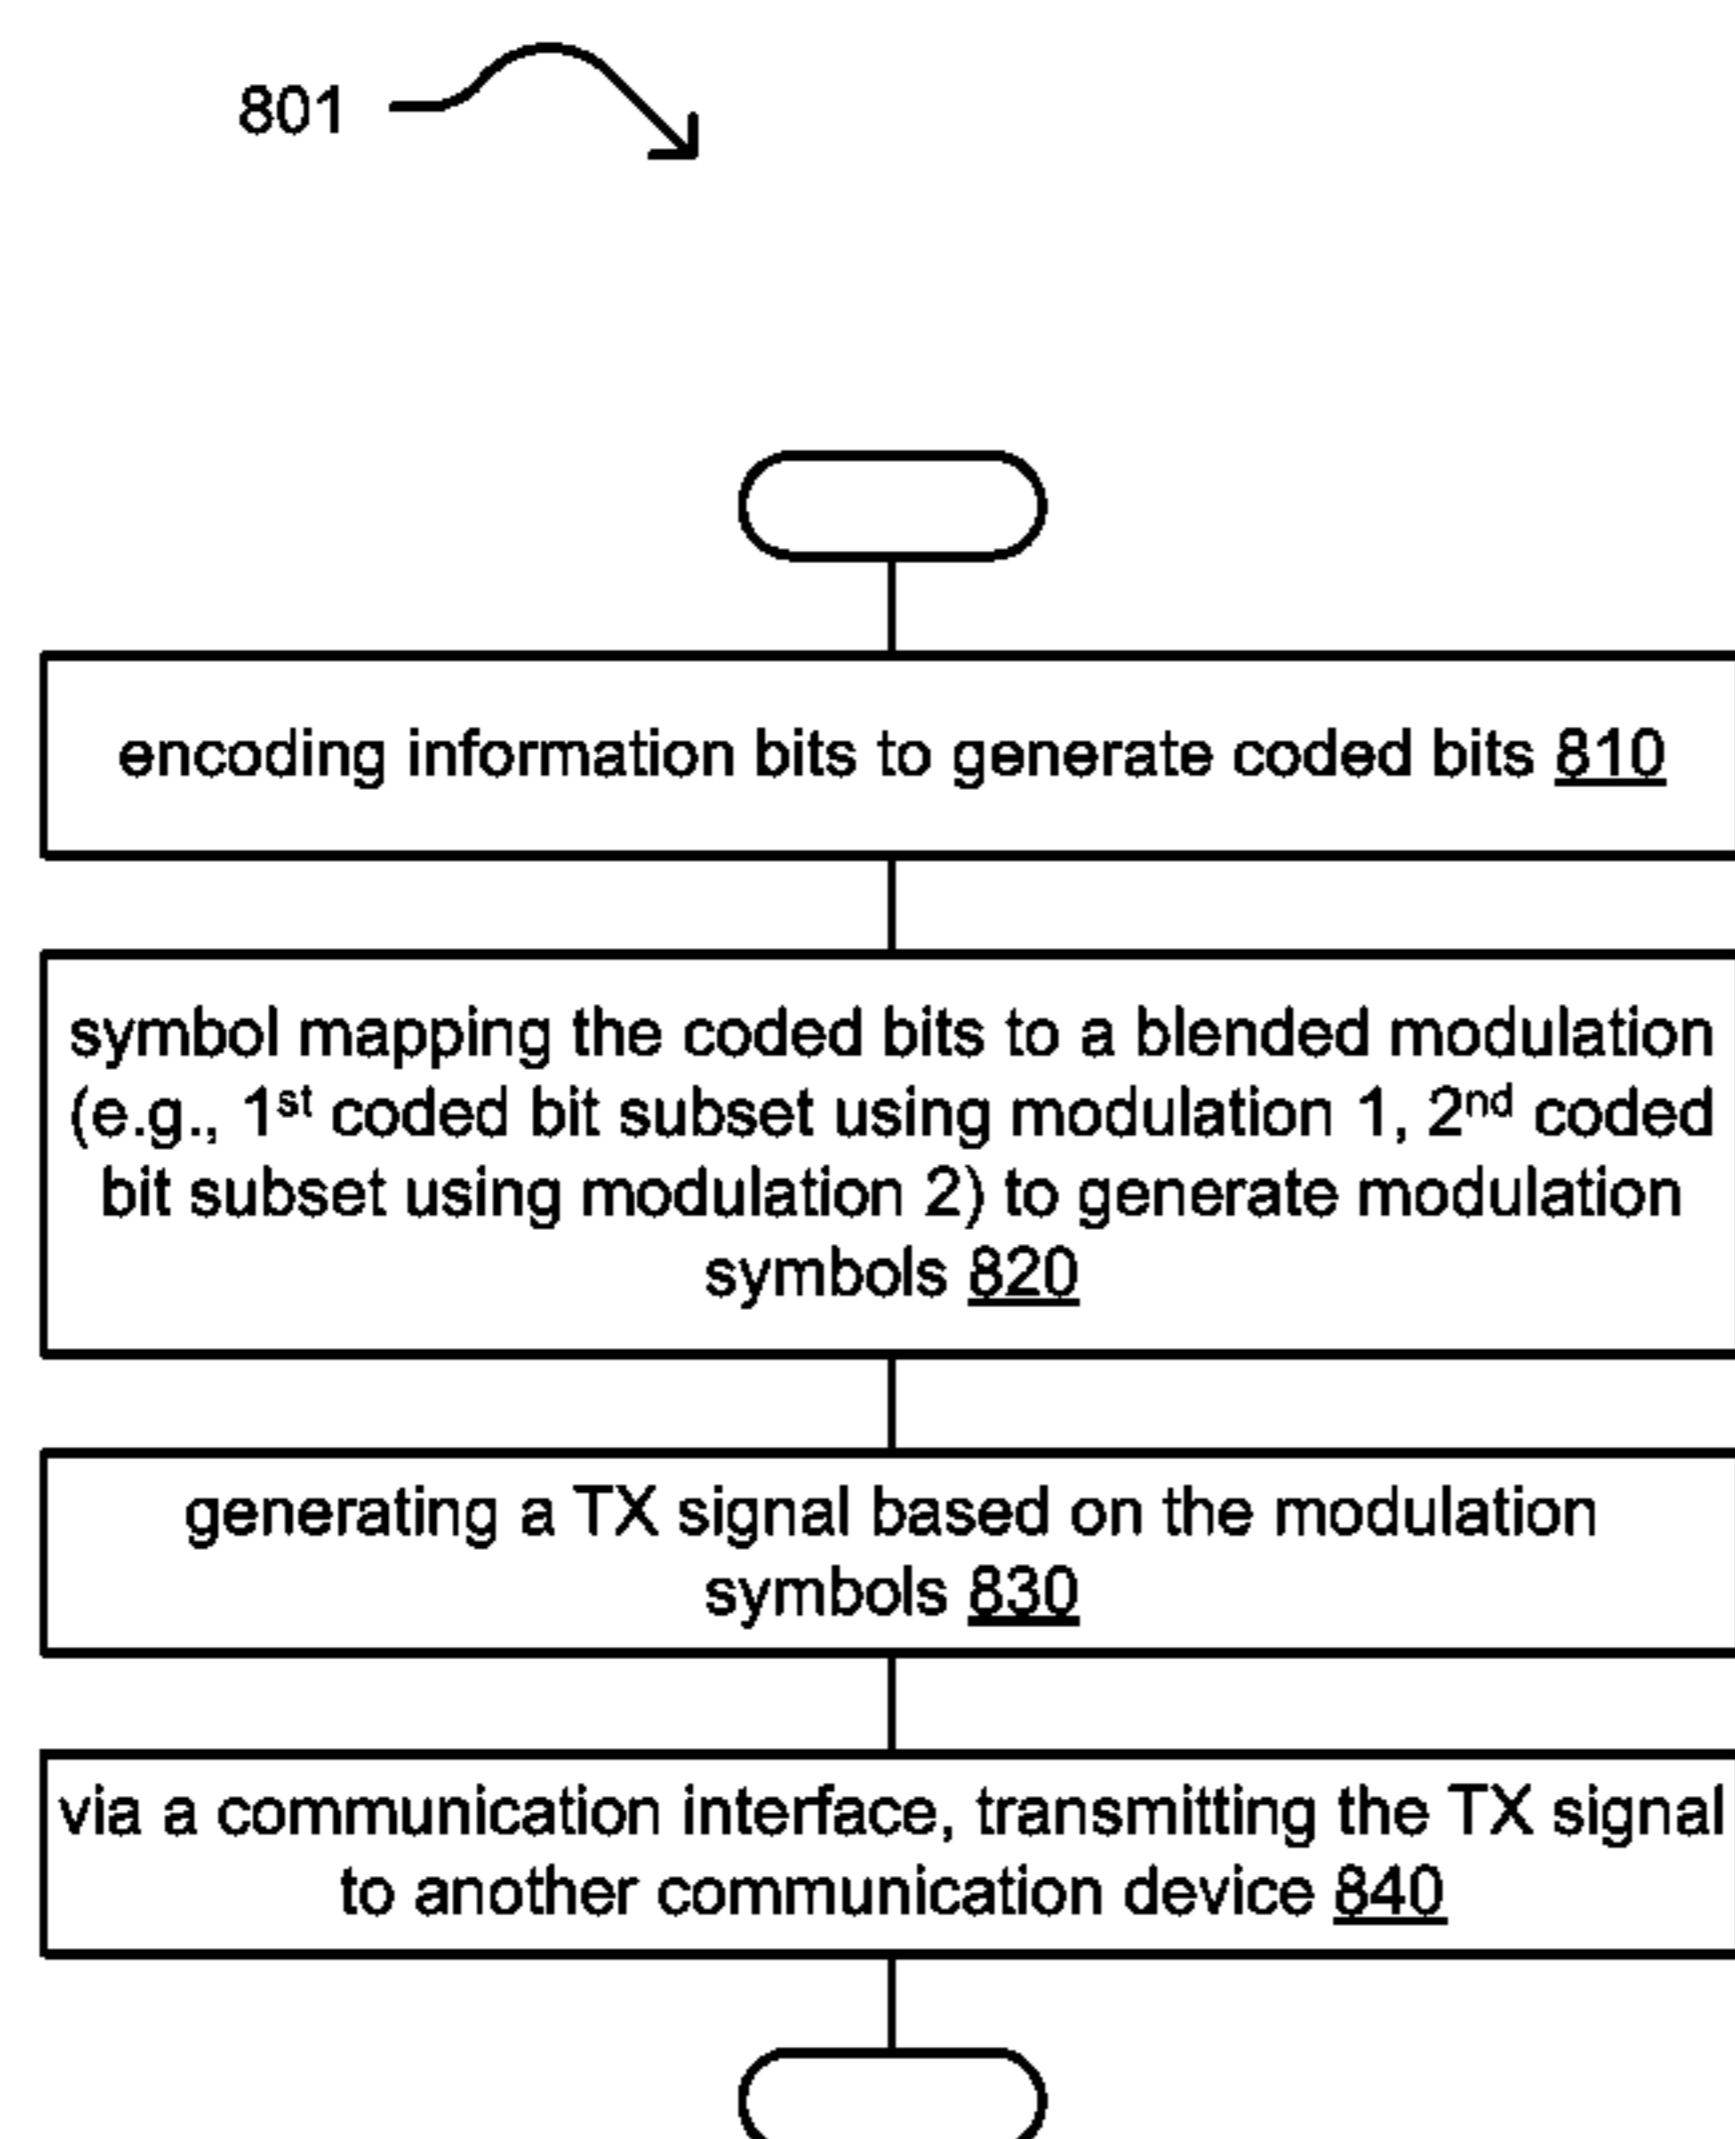 801
encoding information bits to generate coded bits 810
symbol mapping the coded bits to a blended modulation
(e.g., 1st coded bit subset using modulation 1, 2nd coded
bit subset using modulation 2) to generate modulation
symbols 820
generating a TX signal based on the modulation
symbols 830
via a communication interface, transmitting the TX signal
to another communication device 840